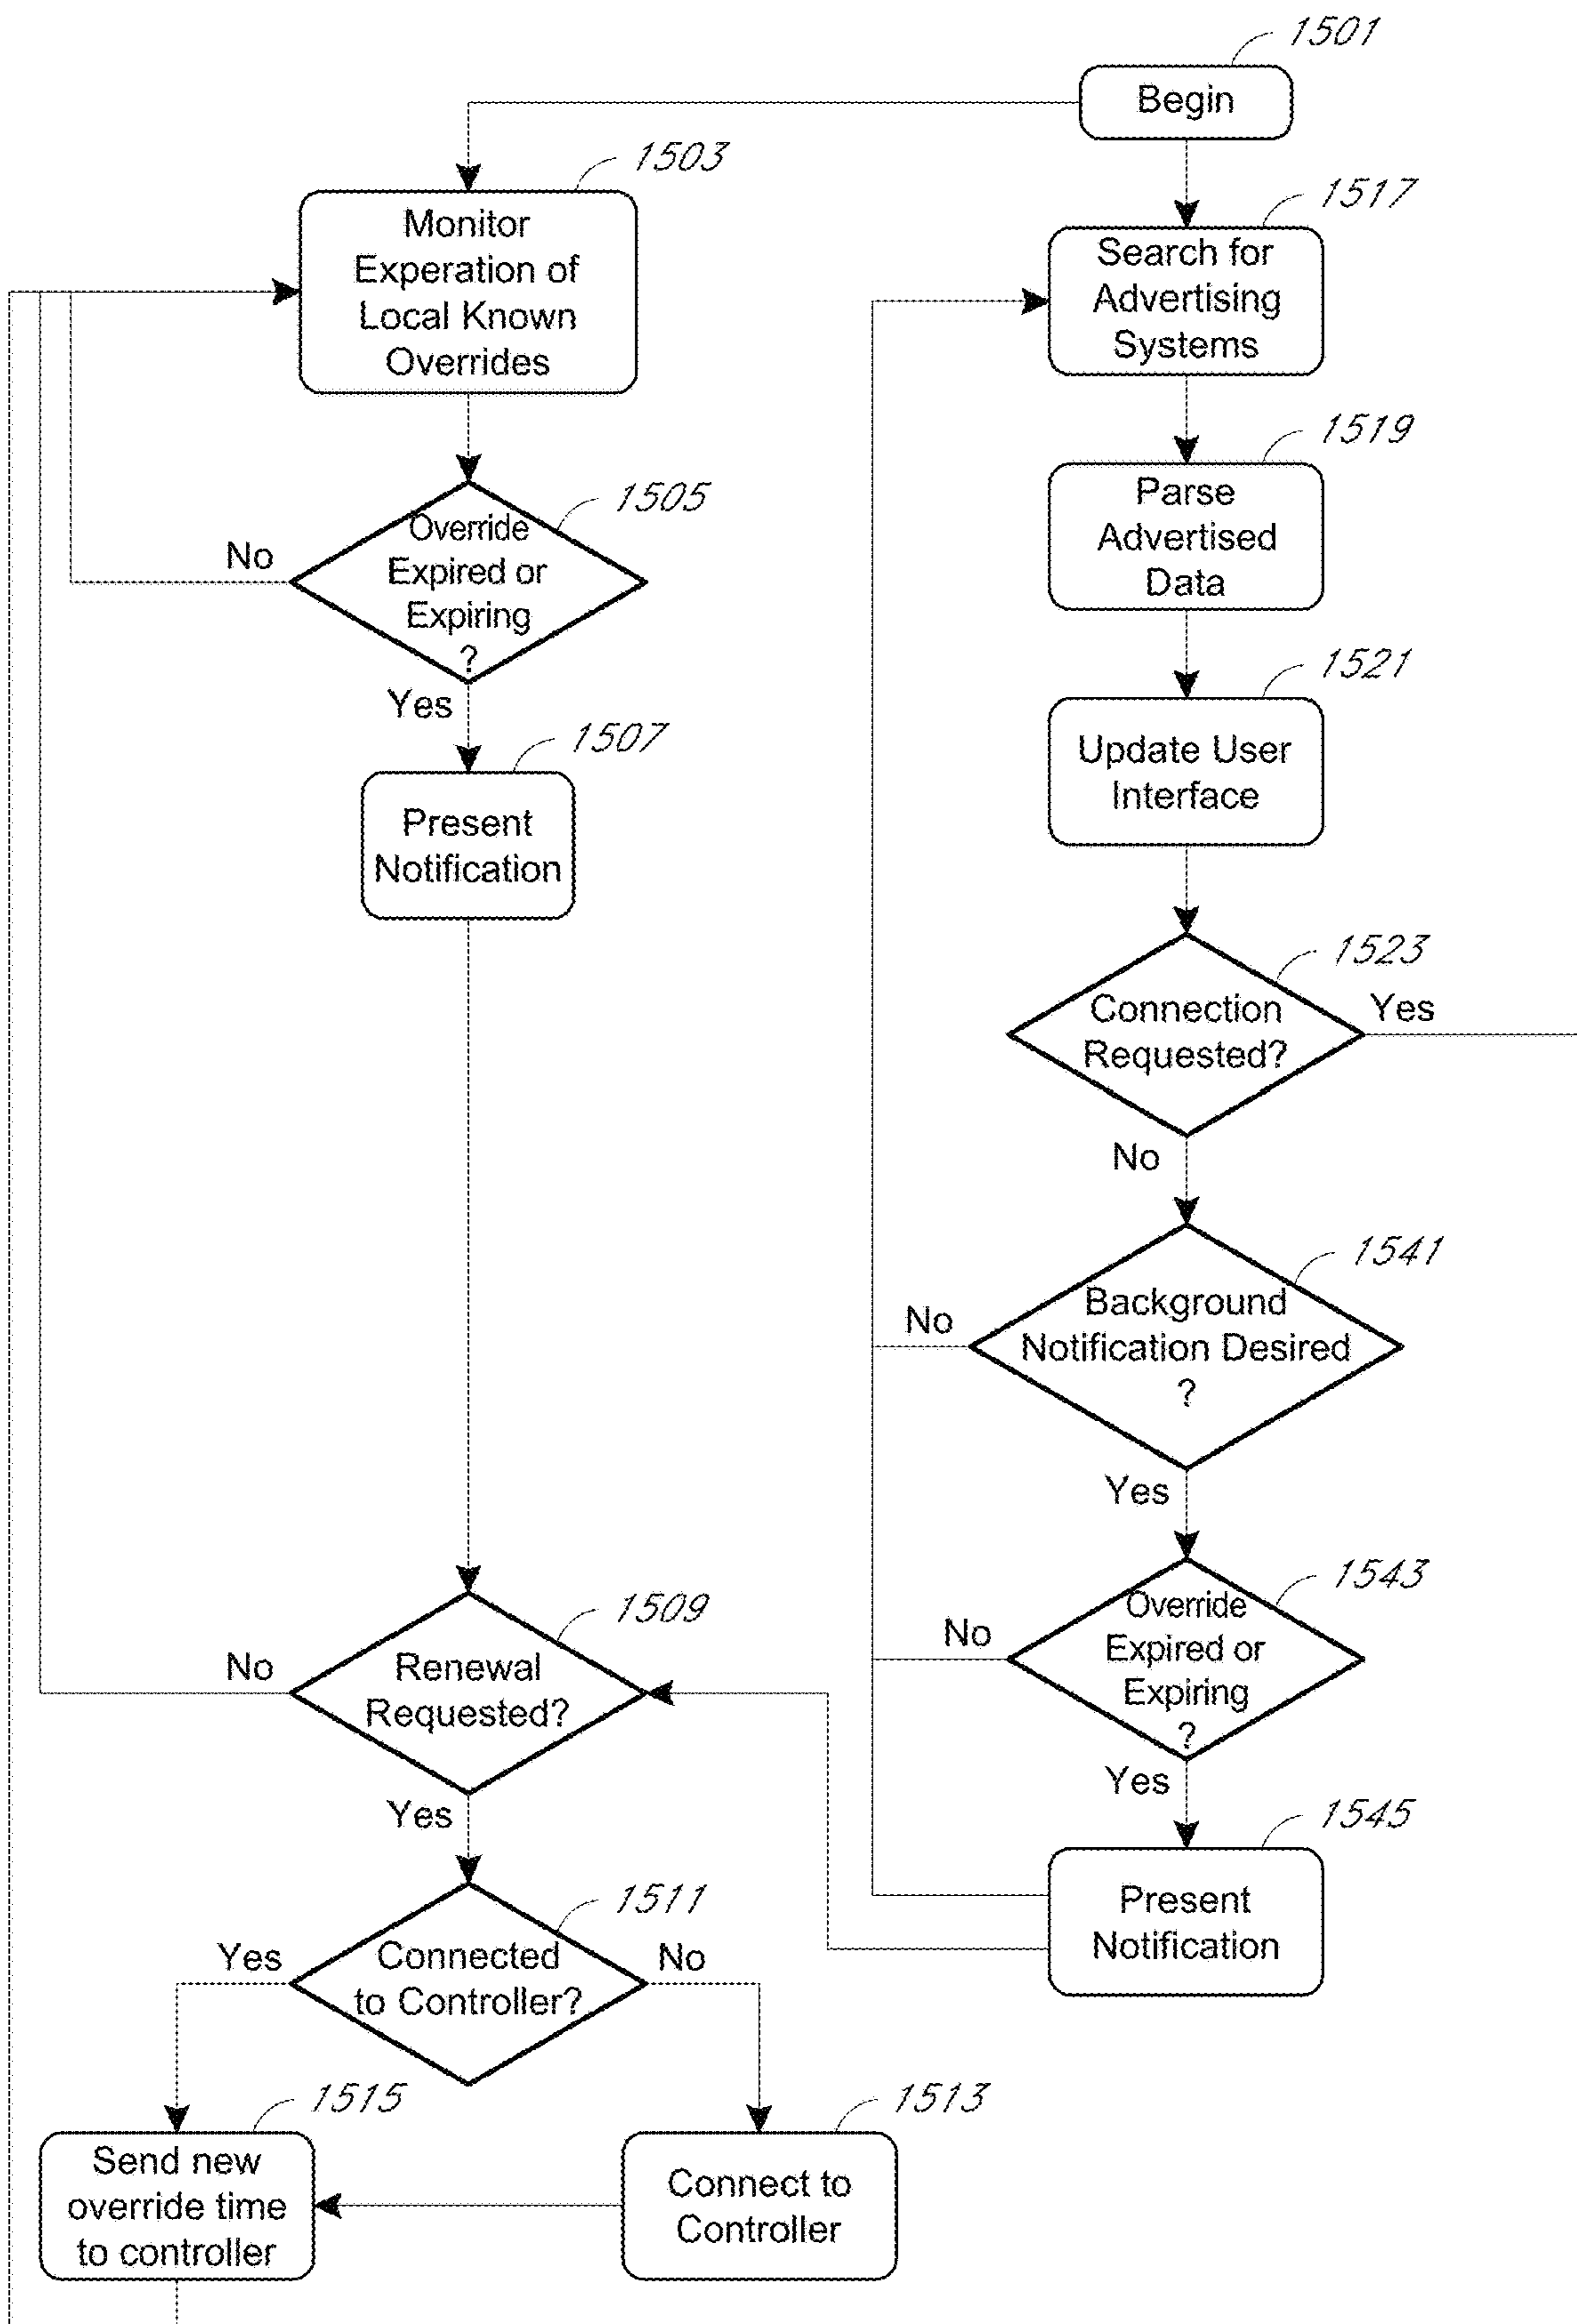 1501
Begin
1503
Monitor
Experation of
Local Known
Overrides
1517
Search for
Advertising
Systems
1519
Parse
Advertised
Data
1505
Override
Expired or
Expiring
?
No
Yes
1521
Update User
Interface
1507
Present
Notification
1523
Connection
Requested?
Yes
No
1541
Background
Notification Desired
?
No
Yes
1543
Override
Expired or
Expiring
?
No
Yes
1509
Renewal
Requested?
No
Yes
1545
Present
Notification
1511
Connected
to Controller?
Yes
No
1515
Send new
override time
to controller
1513
Connect to
Controller